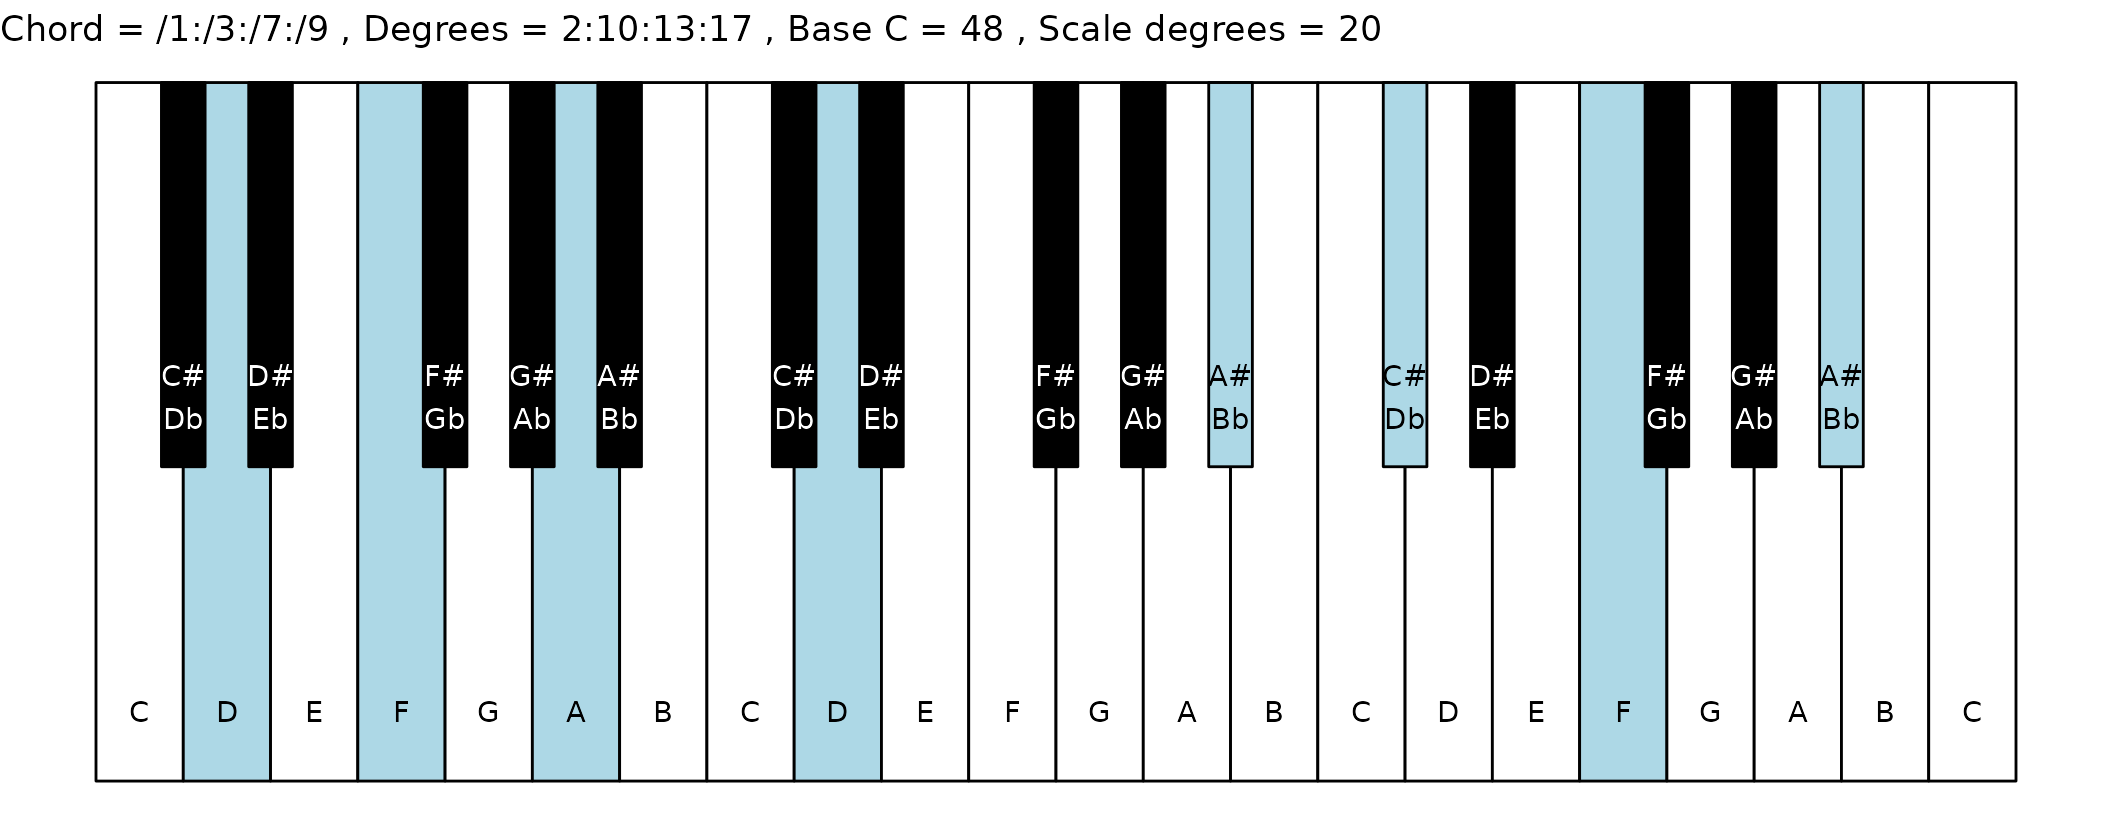 Chord = /1:/3:/7:/9 , Degrees = 2:10:13:17 , Base C = 48 , Scale degrees = 20
C# D# F# G# A# C# D# F# G# A# C# D# F# G# A#
Db Eb Gb Ab Bb Db Eb Gb Ab Bb Db Eb Gb Ab Bb
C D E F G A B C D E F G A B C D E F G A B C